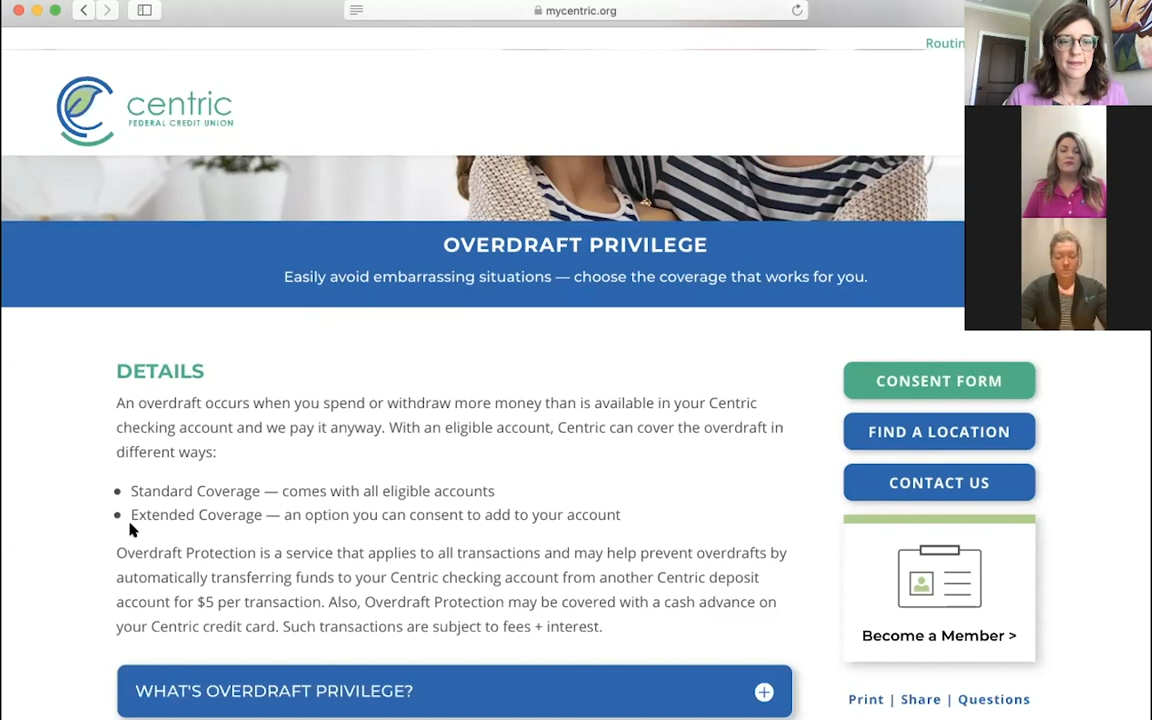 mycentric.org
Routin
centric
FEDERAL CREDIT UNION
OVERDRAFT PRIVILEGE
Easily avoid embarrassing situations — choose the coverage that works for you.
DETAILS
An overdraft occurs when you spend or withdraw more money than is available in your Centric
checking account and we pay it anyway. With an eligible account, Centric can cover the overdraft in
different ways:
Standard Coverage — comes with all eligible accounts
Extended Coverage — an option you can consent to add to your account
Overdraft Protection is a service that applies to all transactions and may help prevent overdrafts by
automatically transferring funds to your Centric checking account from another Centric deposit
account for $5 per transaction. Also, Overdraft Protection may be covered with a cash advance on
your Centric credit card. Such transactions are subject to fees + interest.
WHAT'S OVERDRAFT PRIVILEGE?
CONSENT FORM
FIND A LOCATION
CONTACT US
Become a Member >
Print | Share | Questions